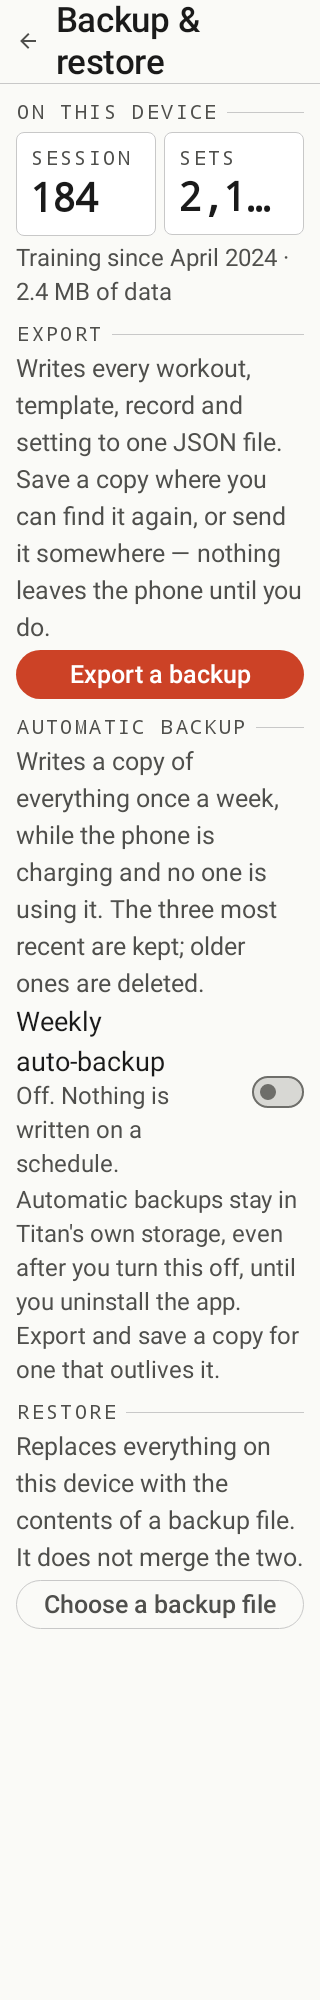 Backup &
restore
ON THIS DEVICE
SESSION
184
SETS
2,1…
Training since April 2024 ·
2.4 MB of data
EXPORT
Writes every workout,
template, record and
setting to one JSON file.
Save a copy where you
can find it again, or send
it somewhere — nothing
leaves the phone until you
do.
Export a backup
AUTOMATIC BACKUP
Writes a copy of
everything once a week,
while the phone is
charging and no one is
using it. The three most
recent are kept; older
ones are deleted.
Weekly
auto-backup
Off. Nothing is
written on a
schedule.
Automatic backups stay in
Titan's own storage, even
after you turn this off, until
you uninstall the app.
Export and save a copy for
one that outlives it.
RESTORE
Replaces everything on
this device with the
contents of a backup file.
It does not merge the two.
Choose a backup file